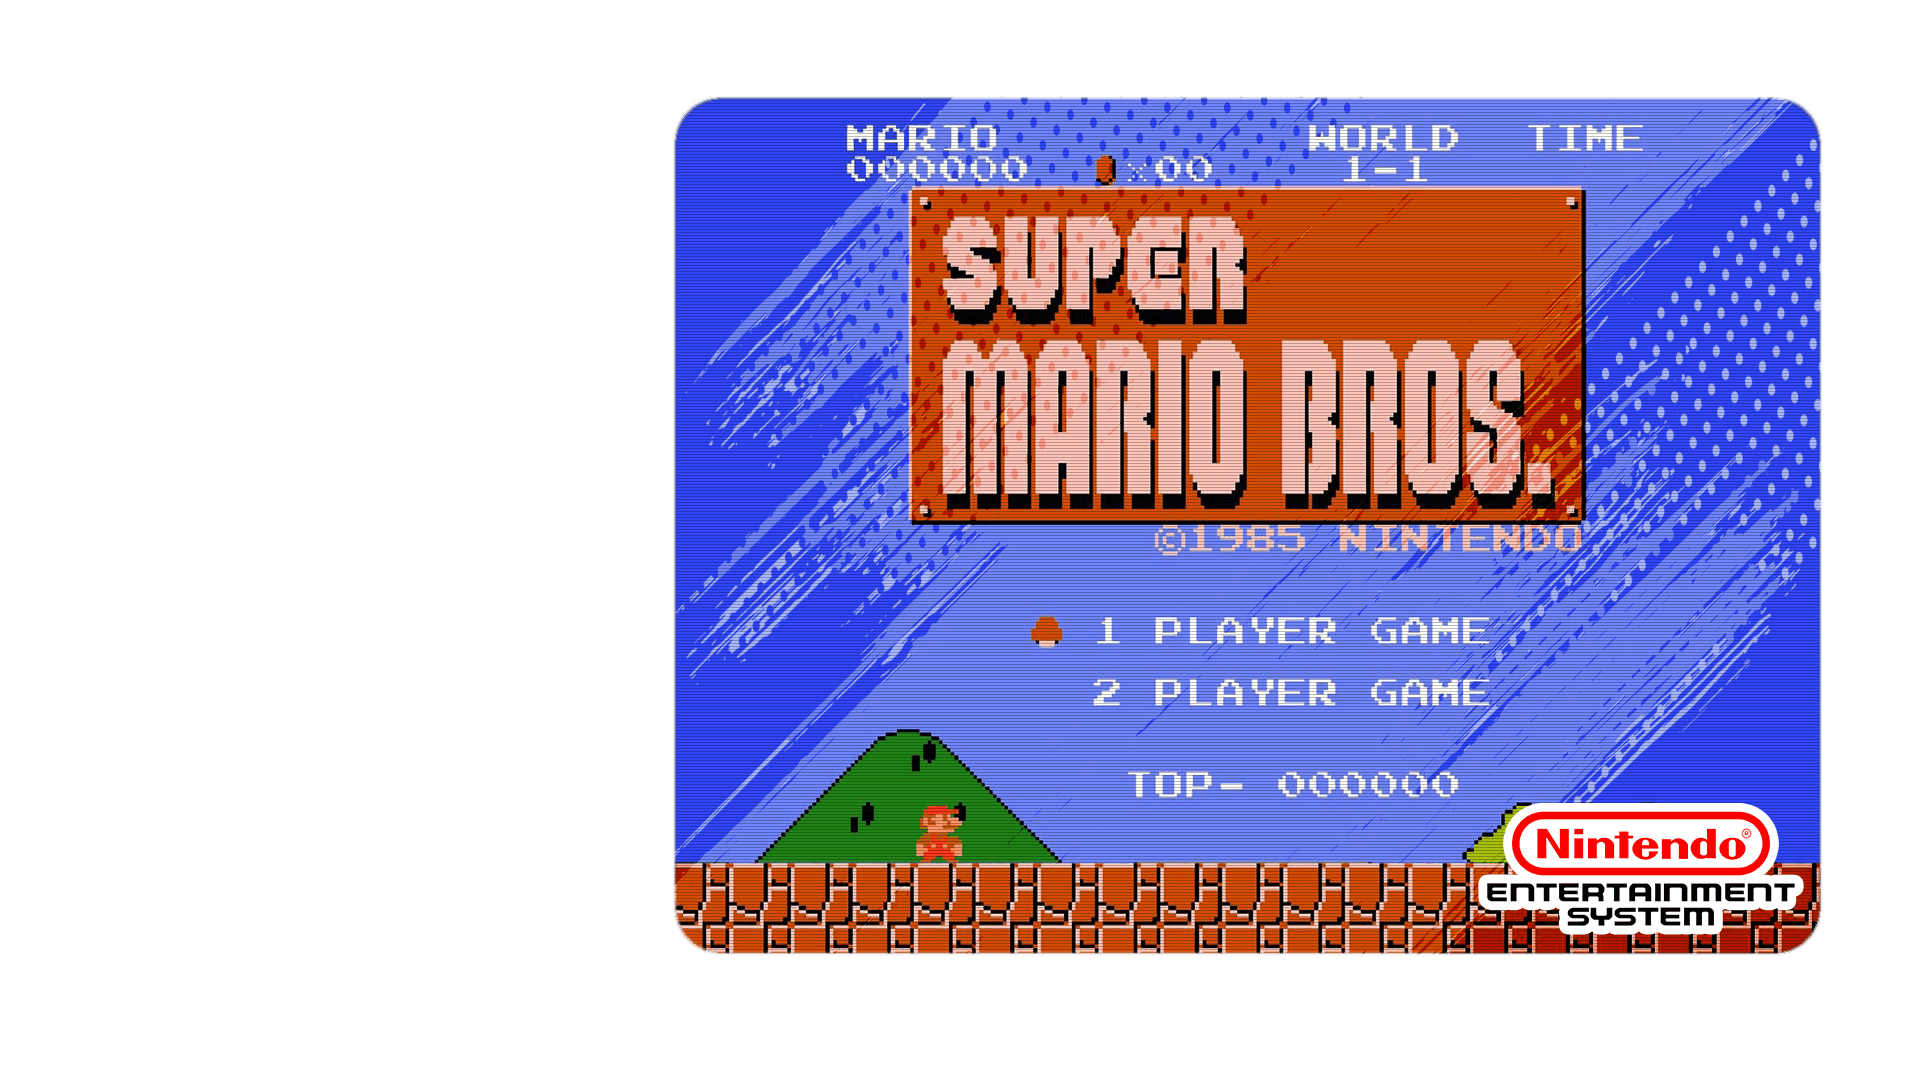 MARIO WORLD TIME
000000 ×00 1-1
SUPER
MARIO BROS.
©1985 NINTENDO
1 PLAYER GAME
2 PLAYER GAME
TOP- 000000
Nintendo®
ENTERTAINMENT
SYSTEM